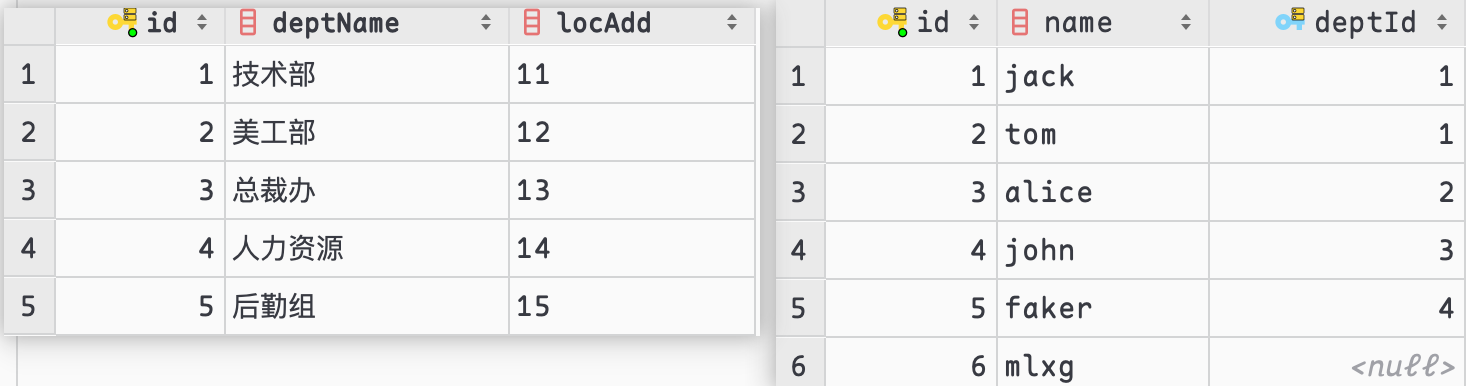 id deptName locAdd
1 1 技术部 11
2 2 美工部 12
3 3 总裁办 13
4 4 人力资源 14
5 5 后勤组 15
id name deptId
1 1 jack 1
2 2 tom 1
3 3 alice 2
4 4 john 3
5 5 faker 4
6 6 mlxg <null>